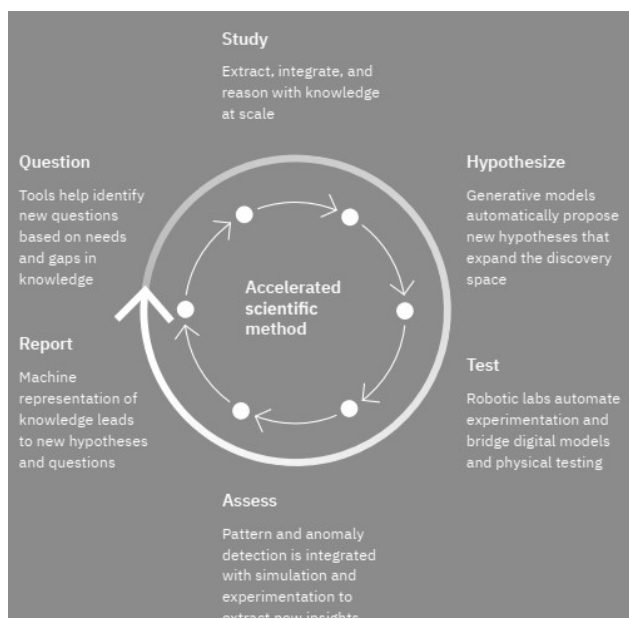 Study
Extract, integrate, and
reason with knowledge
at scale
Question
Tools help identify
new questions
based on needs
and gaps in
knowledge
Hypothesize
Generative models
automatically propose
new hypotheses that
expand the discovery
space
Accelerated
scientific
method
Report
Machine
representation of
knowledge leads
to new hypotheses
and questions
Test
Robotic labs automate
experimentation and
bridge digital models
and physical testing
Assess
Pattern and anomaly
detection is integrated
with simulation and
experimentation to
extract new insights